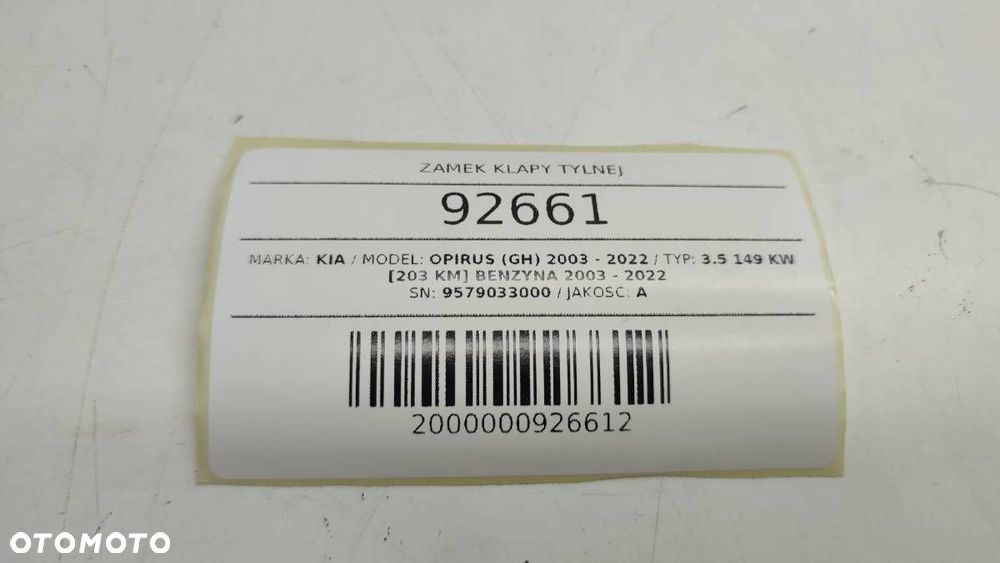 ZAMEK KLAPY TYLNEJ
92661
MARKA: KIA / MODEL: OPIRUS (GH) 2003 - 2022 / TYP: 3.5 149 KW
[203 KM] BENZYNA 2003 - 2022
SN: 9579033000 / JAKOŚĆ: A
2000000926612
OTOMOTO